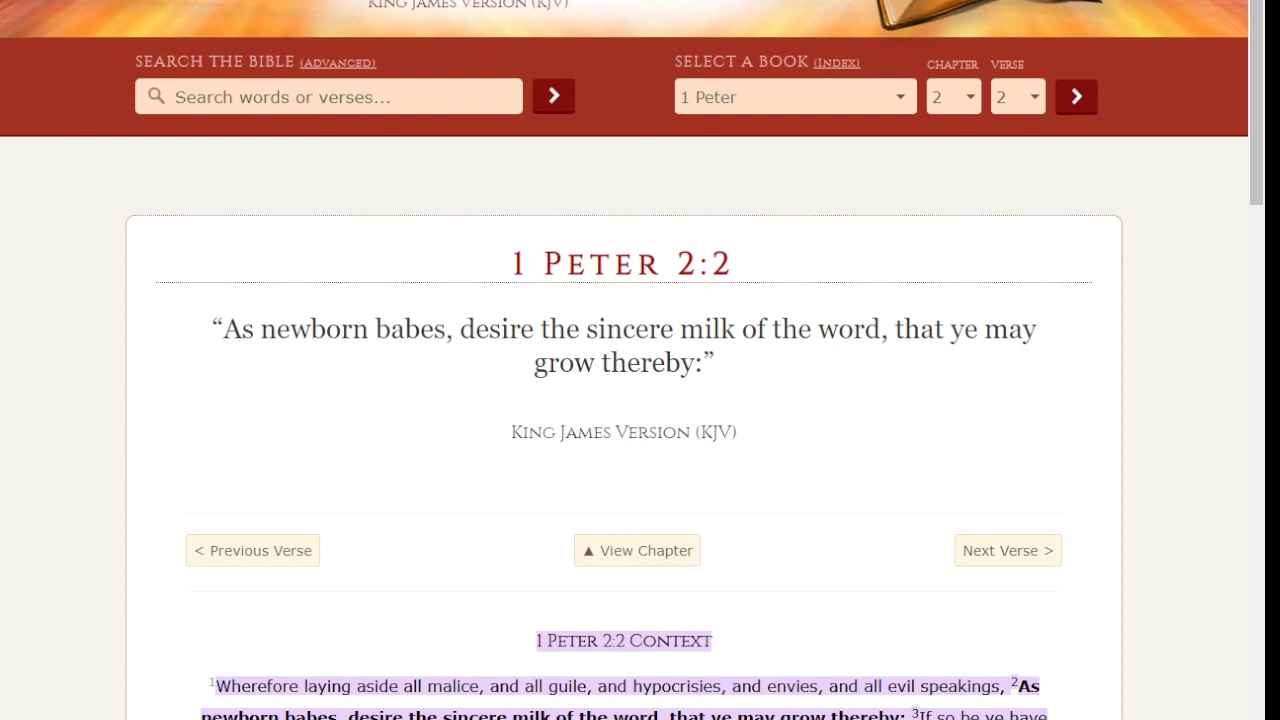 KING JAMES VERSION (KJV)
SEARCH THE BIBLE (ADVANCED)
SELECT A BOOK (INDEX) CHAPTER VERSE
Search words or verses...
1 Peter 2 2
1 PETER 2:2
“As newborn babes, desire the sincere milk of the word, that ye may
grow thereby:”
KING JAMES VERSION (KJV)
< Previous Verse ▲ View Chapter Next Verse >
1 PETER 2:2 CONTEXT
1Wherefore laying aside all malice, and all guile, and hypocrisies, and envies, and all evil speakings, 2As
newborn babes, desire the sincere milk of the word, that ye may grow thereby: 3If so be ye have